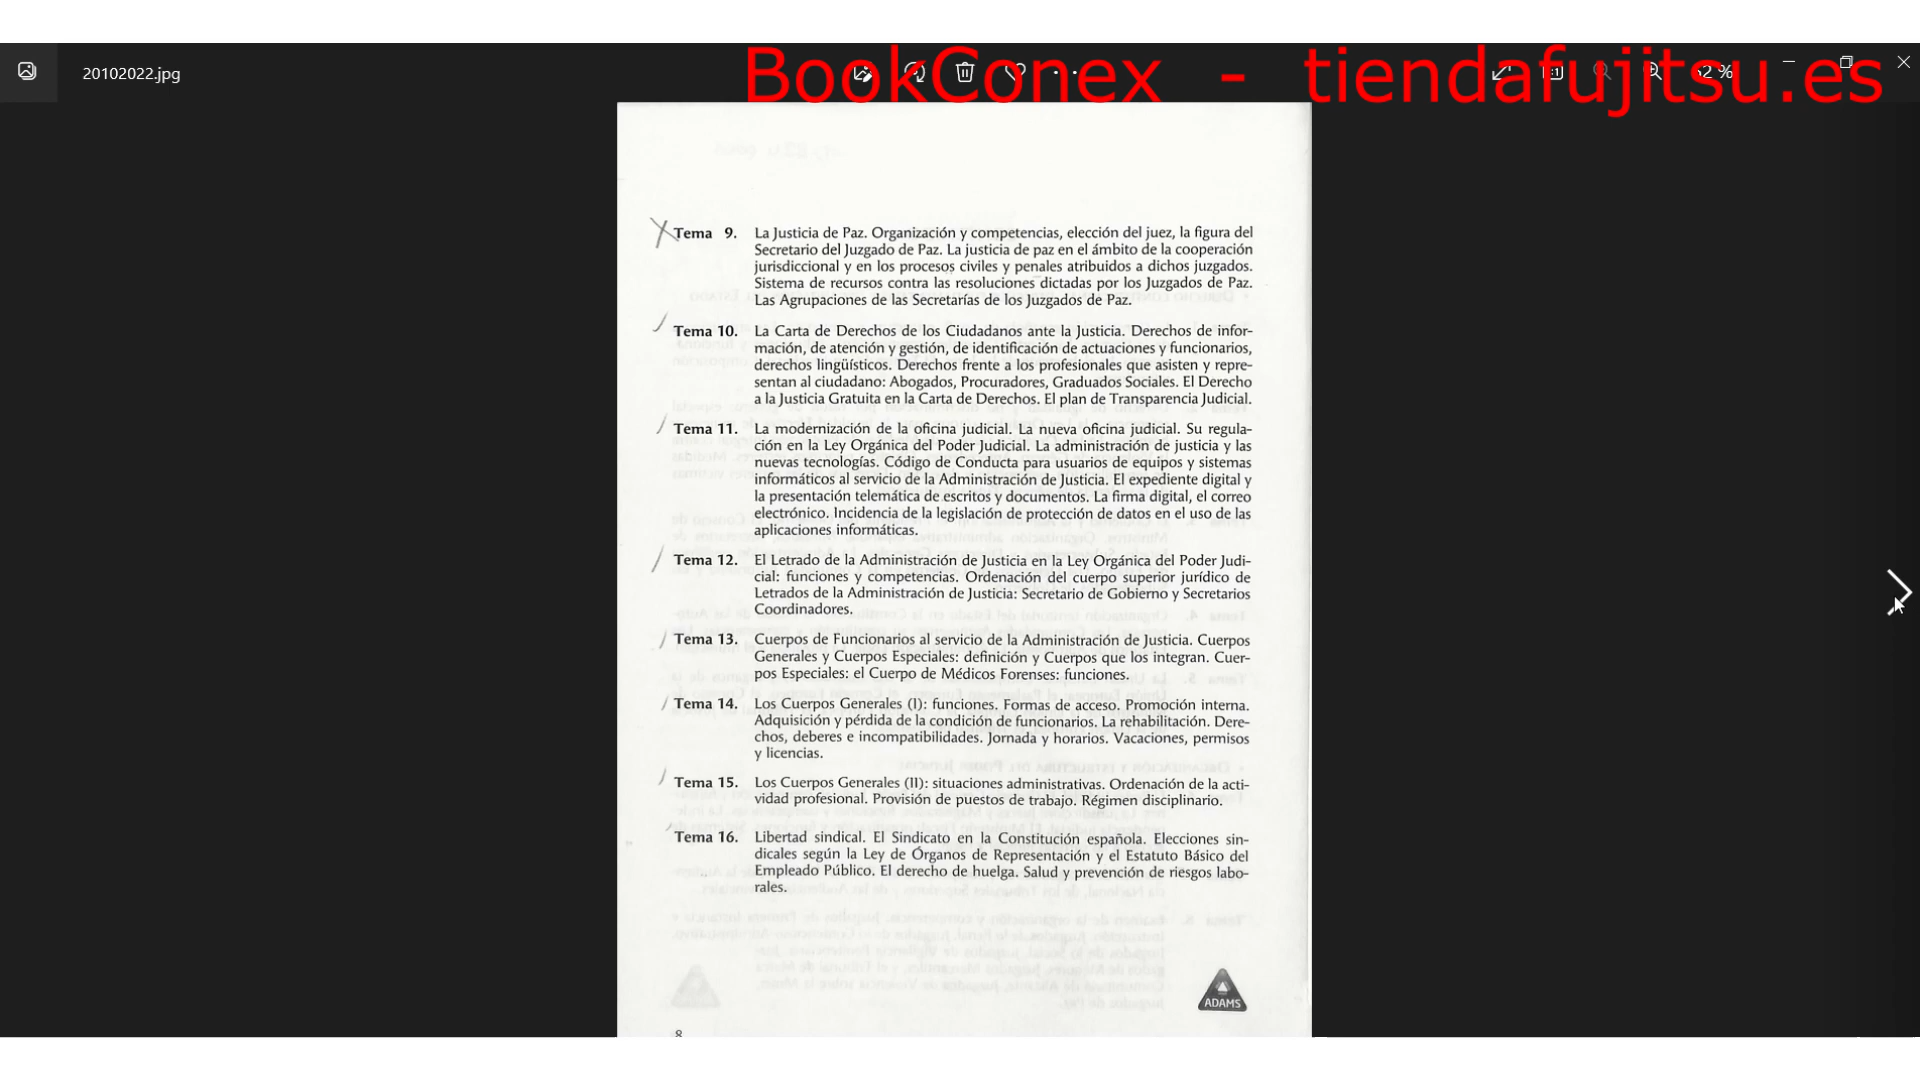 BookConex - tiendafujitsu.es
20102022.jpg
52 %
Tema 9. La Justicia de Paz. Organización y competencias, elección del juez, la figura del
Secretario del Juzgado de Paz. La justicia de paz en el ámbito de la cooperación
jurisdiccional y en los procesos civiles y penales atribuidos a dichos juzgados.
Sistema de recursos contra las resoluciones dictadas por los Juzgados de Paz.
Las Agrupaciones de las Secretarías de los Juzgados de Paz.
Tema 10. La Carta de Derechos de los Ciudadanos ante la Justicia. Derechos de infor-
mación, de atención y gestión, de identificación de actuaciones y funcionarios,
derechos lingüísticos. Derechos frente a los profesionales que asisten y repre-
sentan al ciudadano: Abogados, Procuradores, Graduados Sociales. El Derecho
a la Justicia Gratuita en la Carta de Derechos. El plan de Transparencia Judicial.
Tema 11. La modernización de la oficina judicial. La nueva oficina judicial. Su regula-
ción en la Ley Orgánica del Poder Judicial. La administración de justicia y las
nuevas tecnologías. Código de Conducta para usuarios de equipos y sistemas
informáticos al servicio de la Administración de Justicia. El expediente digital y
la presentación telemática de escritos y documentos. La firma digital, el correo
electrónico. Incidencia de la legislación de protección de datos en el uso de las
aplicaciones informáticas.
Tema 12. El Letrado de la Administración de Justicia en la Ley Orgánica del Poder Judi-
cial: funciones y competencias. Ordenación del cuerpo superior jurídico de
Letrados de la Administración de Justicia: Secretario de Gobierno y Secretarios
Coordinadores.
Tema 13. Cuerpos de Funcionarios al servicio de la Administración de Justicia. Cuerpos
Generales y Cuerpos Especiales: definición y Cuerpos que los integran. Cuer-
pos Especiales: el Cuerpo de Médicos Forenses: funciones.
Tema 14. Los Cuerpos Generales (I): funciones. Formas de acceso. Promoción interna.
Adquisición y pérdida de la condición de funcionarios. La rehabilitación. Dere-
chos, deberes e incompatibilidades. Jornada y horarios. Vacaciones, permisos
y licencias.
Tema 15. Los Cuerpos Generales (II): situaciones administrativas. Ordenación de la acti-
vidad profesional. Provisión de puestos de trabajo. Régimen disciplinario.
Tema 16. Libertad sindical. El Sindicato en la Constitución española. Elecciones sin-
dicales según la Ley de Órganos de Representación y el Estatuto Básico del
Empleado Público. El derecho de huelga. Salud y prevención de riesgos labo-
rales.
ADAMS
8